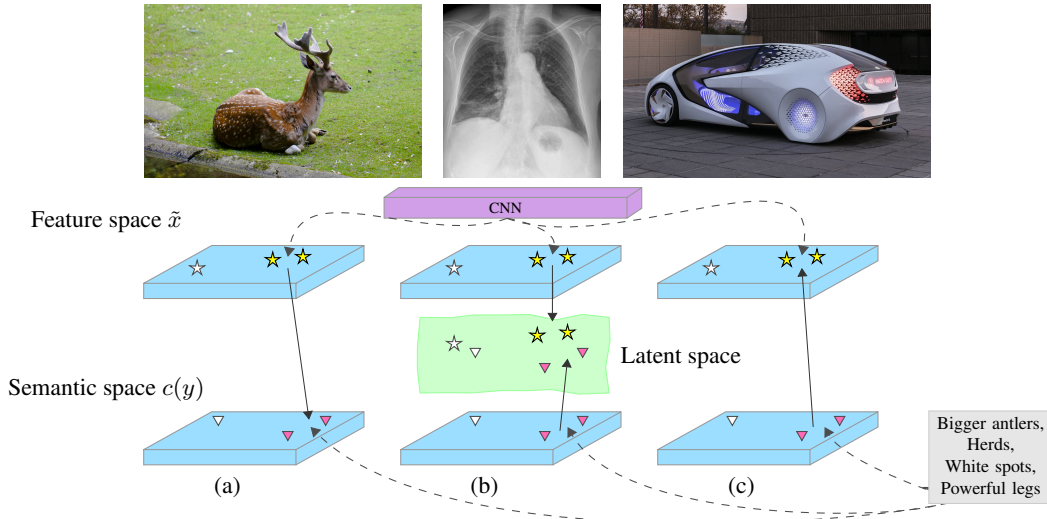 CNN
Feature space x̃
Latent space
Semantic space c(y)
Bigger antlers,
Herds,
White spots,
Powerful legs
(a)
(b)
(c)